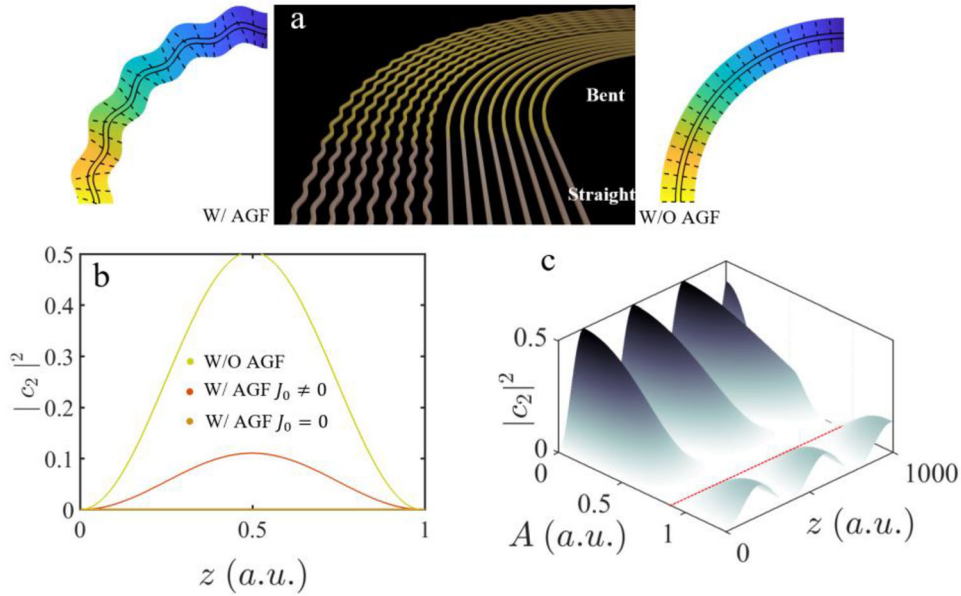 a
Bent
Straight
W/ AGF
W/O AGF
b
0.5
0.4
0.3
0.2
0.1
0
| c₂ |²
W/O AGF
W/ AGF J₀ ≠ 0
W/ AGF J₀ = 0
0
0.5
1
z (a.u.)
c
0.5
0
|c₂|²
0
0.5
1
A (a.u.)
0
1000
z (a.u.)